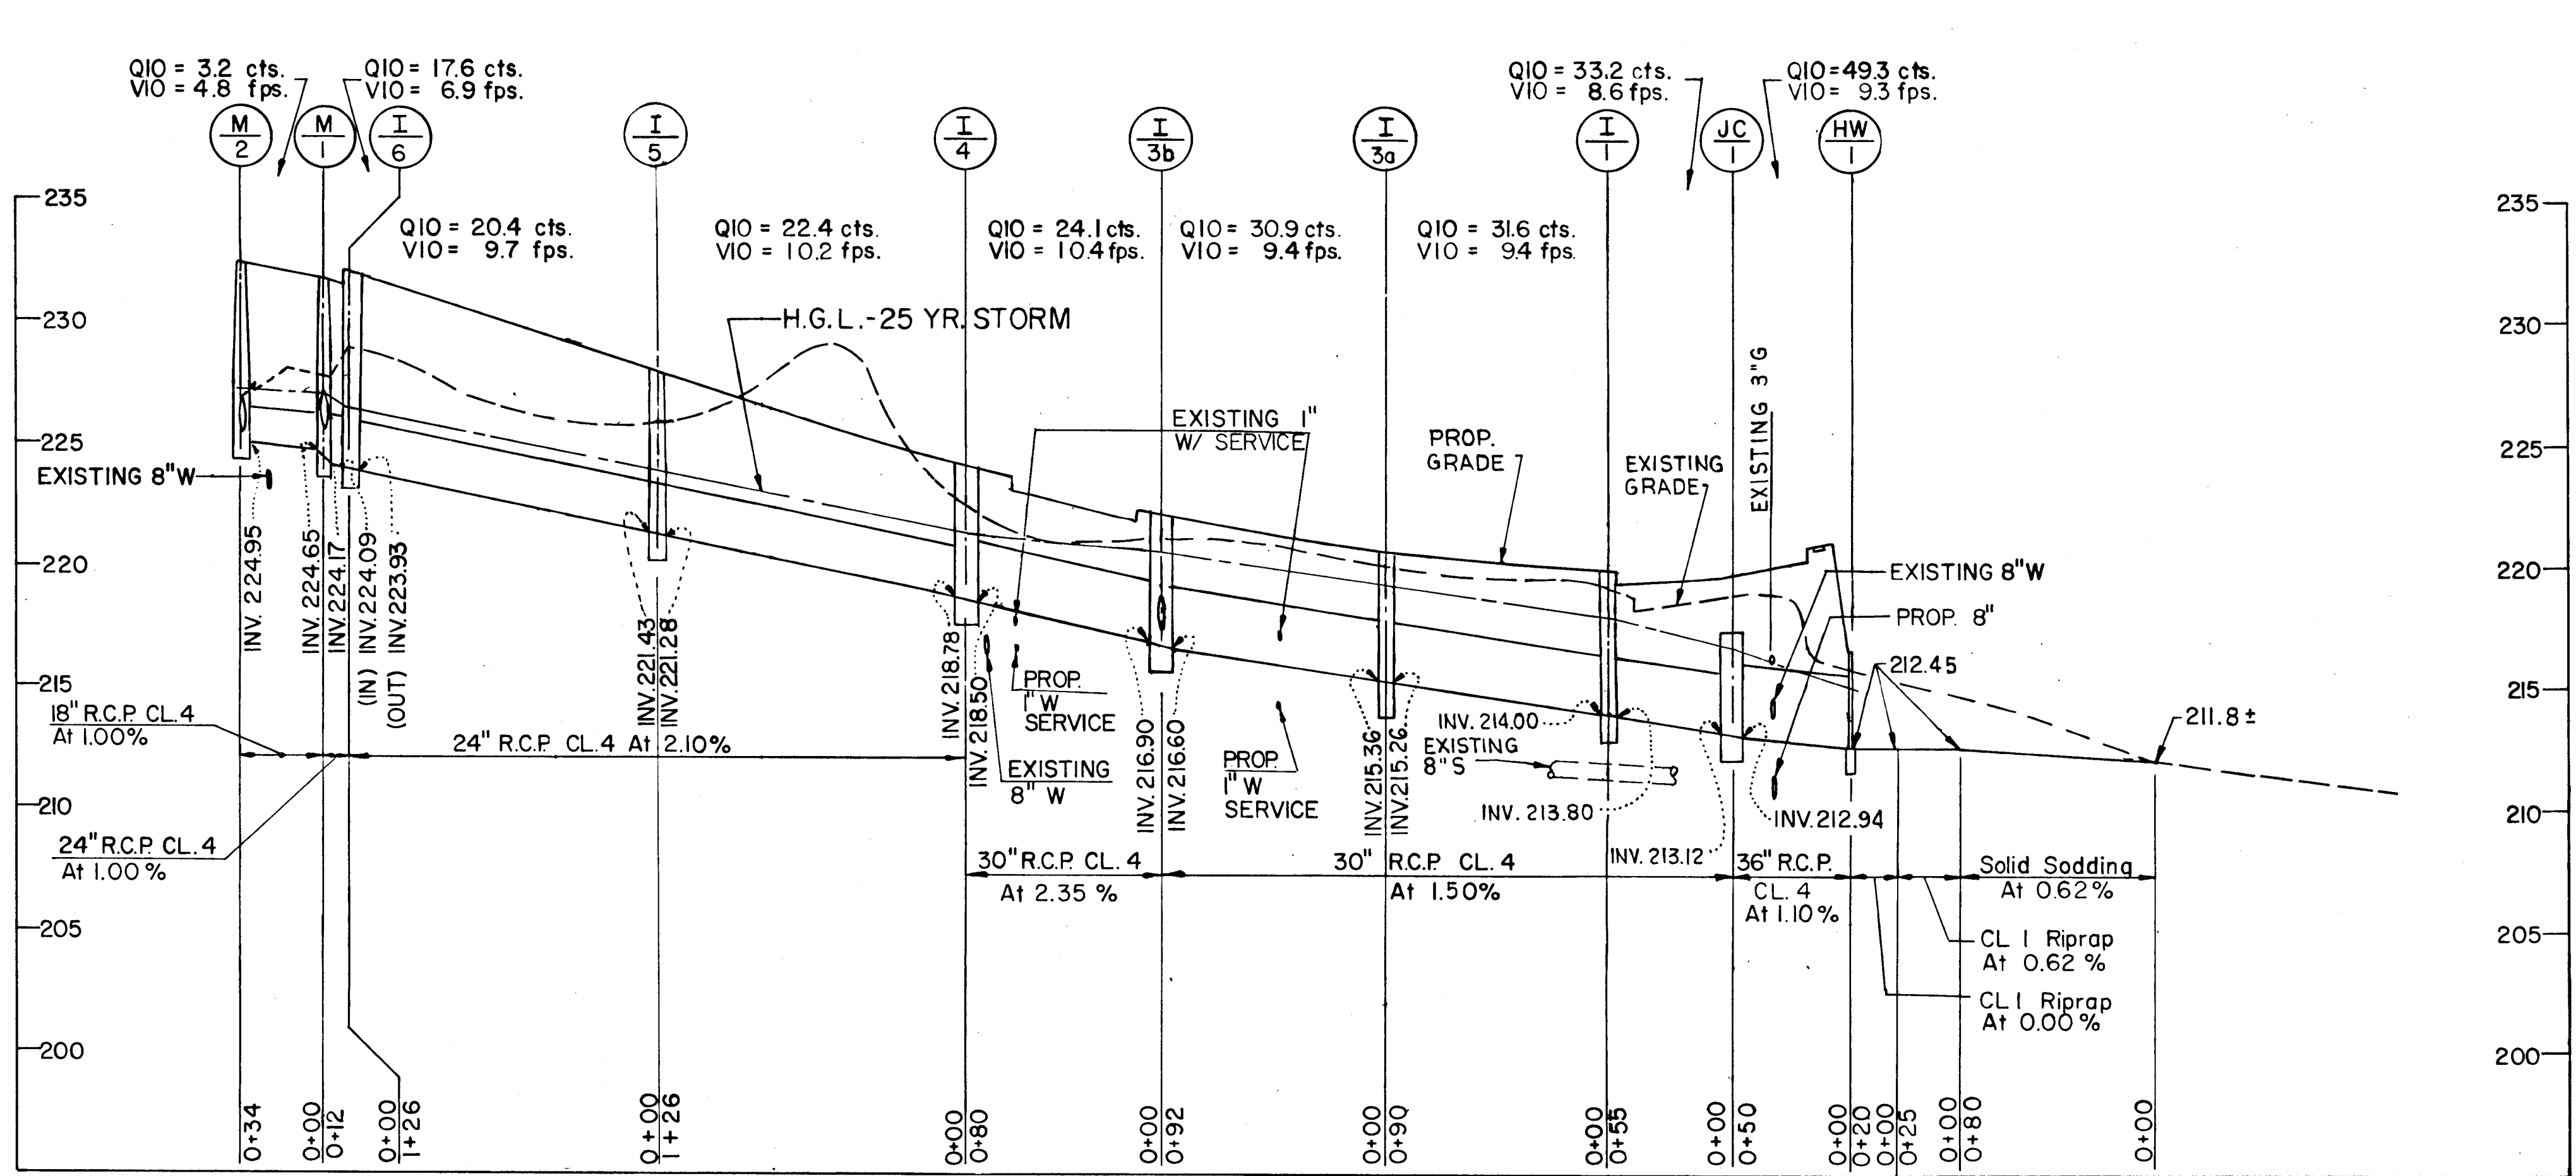 Q10 = 3.2 cts.
V10 = 4.8 fps.
Q10 = 17.6 cts.
V10 = 6.9 fps.
Q10 = 33.2 cts.
V10 = 8.6 fps.
Q10 = 49.3 cts.
V10 = 9.3 fps.
M
2
M
1
I
6
I
5
I
4
I
3b
I
3a
I
1
JC
1
HW
1
235
230
225
220
215
210
205
200
235
230
225
220
215
210
205
200
Q10 = 20.4 cts.
V10 = 9.7 fps.
Q10 = 22.4 cts.
V10 = 10.2 fps.
Q10 = 24.1 cts.
V10 = 10.4 fps.
Q10 = 30.9 cts.
V10 = 9.4 fps.
Q10 = 31.6 cts.
V10 = 9.4 fps.
H.G.L.-25 YR. STORM
EXISTING 1"
W/ SERVICE
PROP.
GRADE
EXISTING
GRADE
EXISTING 3"G
EXISTING 8"W
EXISTING 8"W
PROP. 8"
212.45
211.8 ±
INV. 224.95
INV. 224.65
INV. 224.17
(IN) INV. 224.09
(OUT) INV. 223.93
INV. 221.43
INV. 221.28
INV. 218.78
INV. 218.50
INV. 216.90
INV. 216.60
INV. 215.36
INV. 215.26
INV. 214.00
INV. 213.80
INV. 213.12
INV. 212.94
PROP.
1" W
SERVICE
EXISTING
8" W
PROP.
1" W
SERVICE
EXISTING
8"S
18" R.C.P. CL. 4
At 1.00%
24" R.C.P. CL. 4 At 2.10%
24" R.C.P. CL. 4
At 1.00%
30" R.C.P. CL. 4
At 2.35 %
30" R.C.P. CL. 4
At 1.50%
36" R.C.P.
CL. 4
At 1.10%
Solid Sodding
At 0.62%
CL 1 Riprap
At 0.62 %
CL 1 Riprap
At 0.00 %
0+34
0+00
0+12
0+00
1+26
0+00
1+26
0+00
0+80
0+00
0+92
0+00
0+90
0+00
0+55
0+00
0+50
0+00
0+20
0+00
0+25
0+00
0+80
0+00